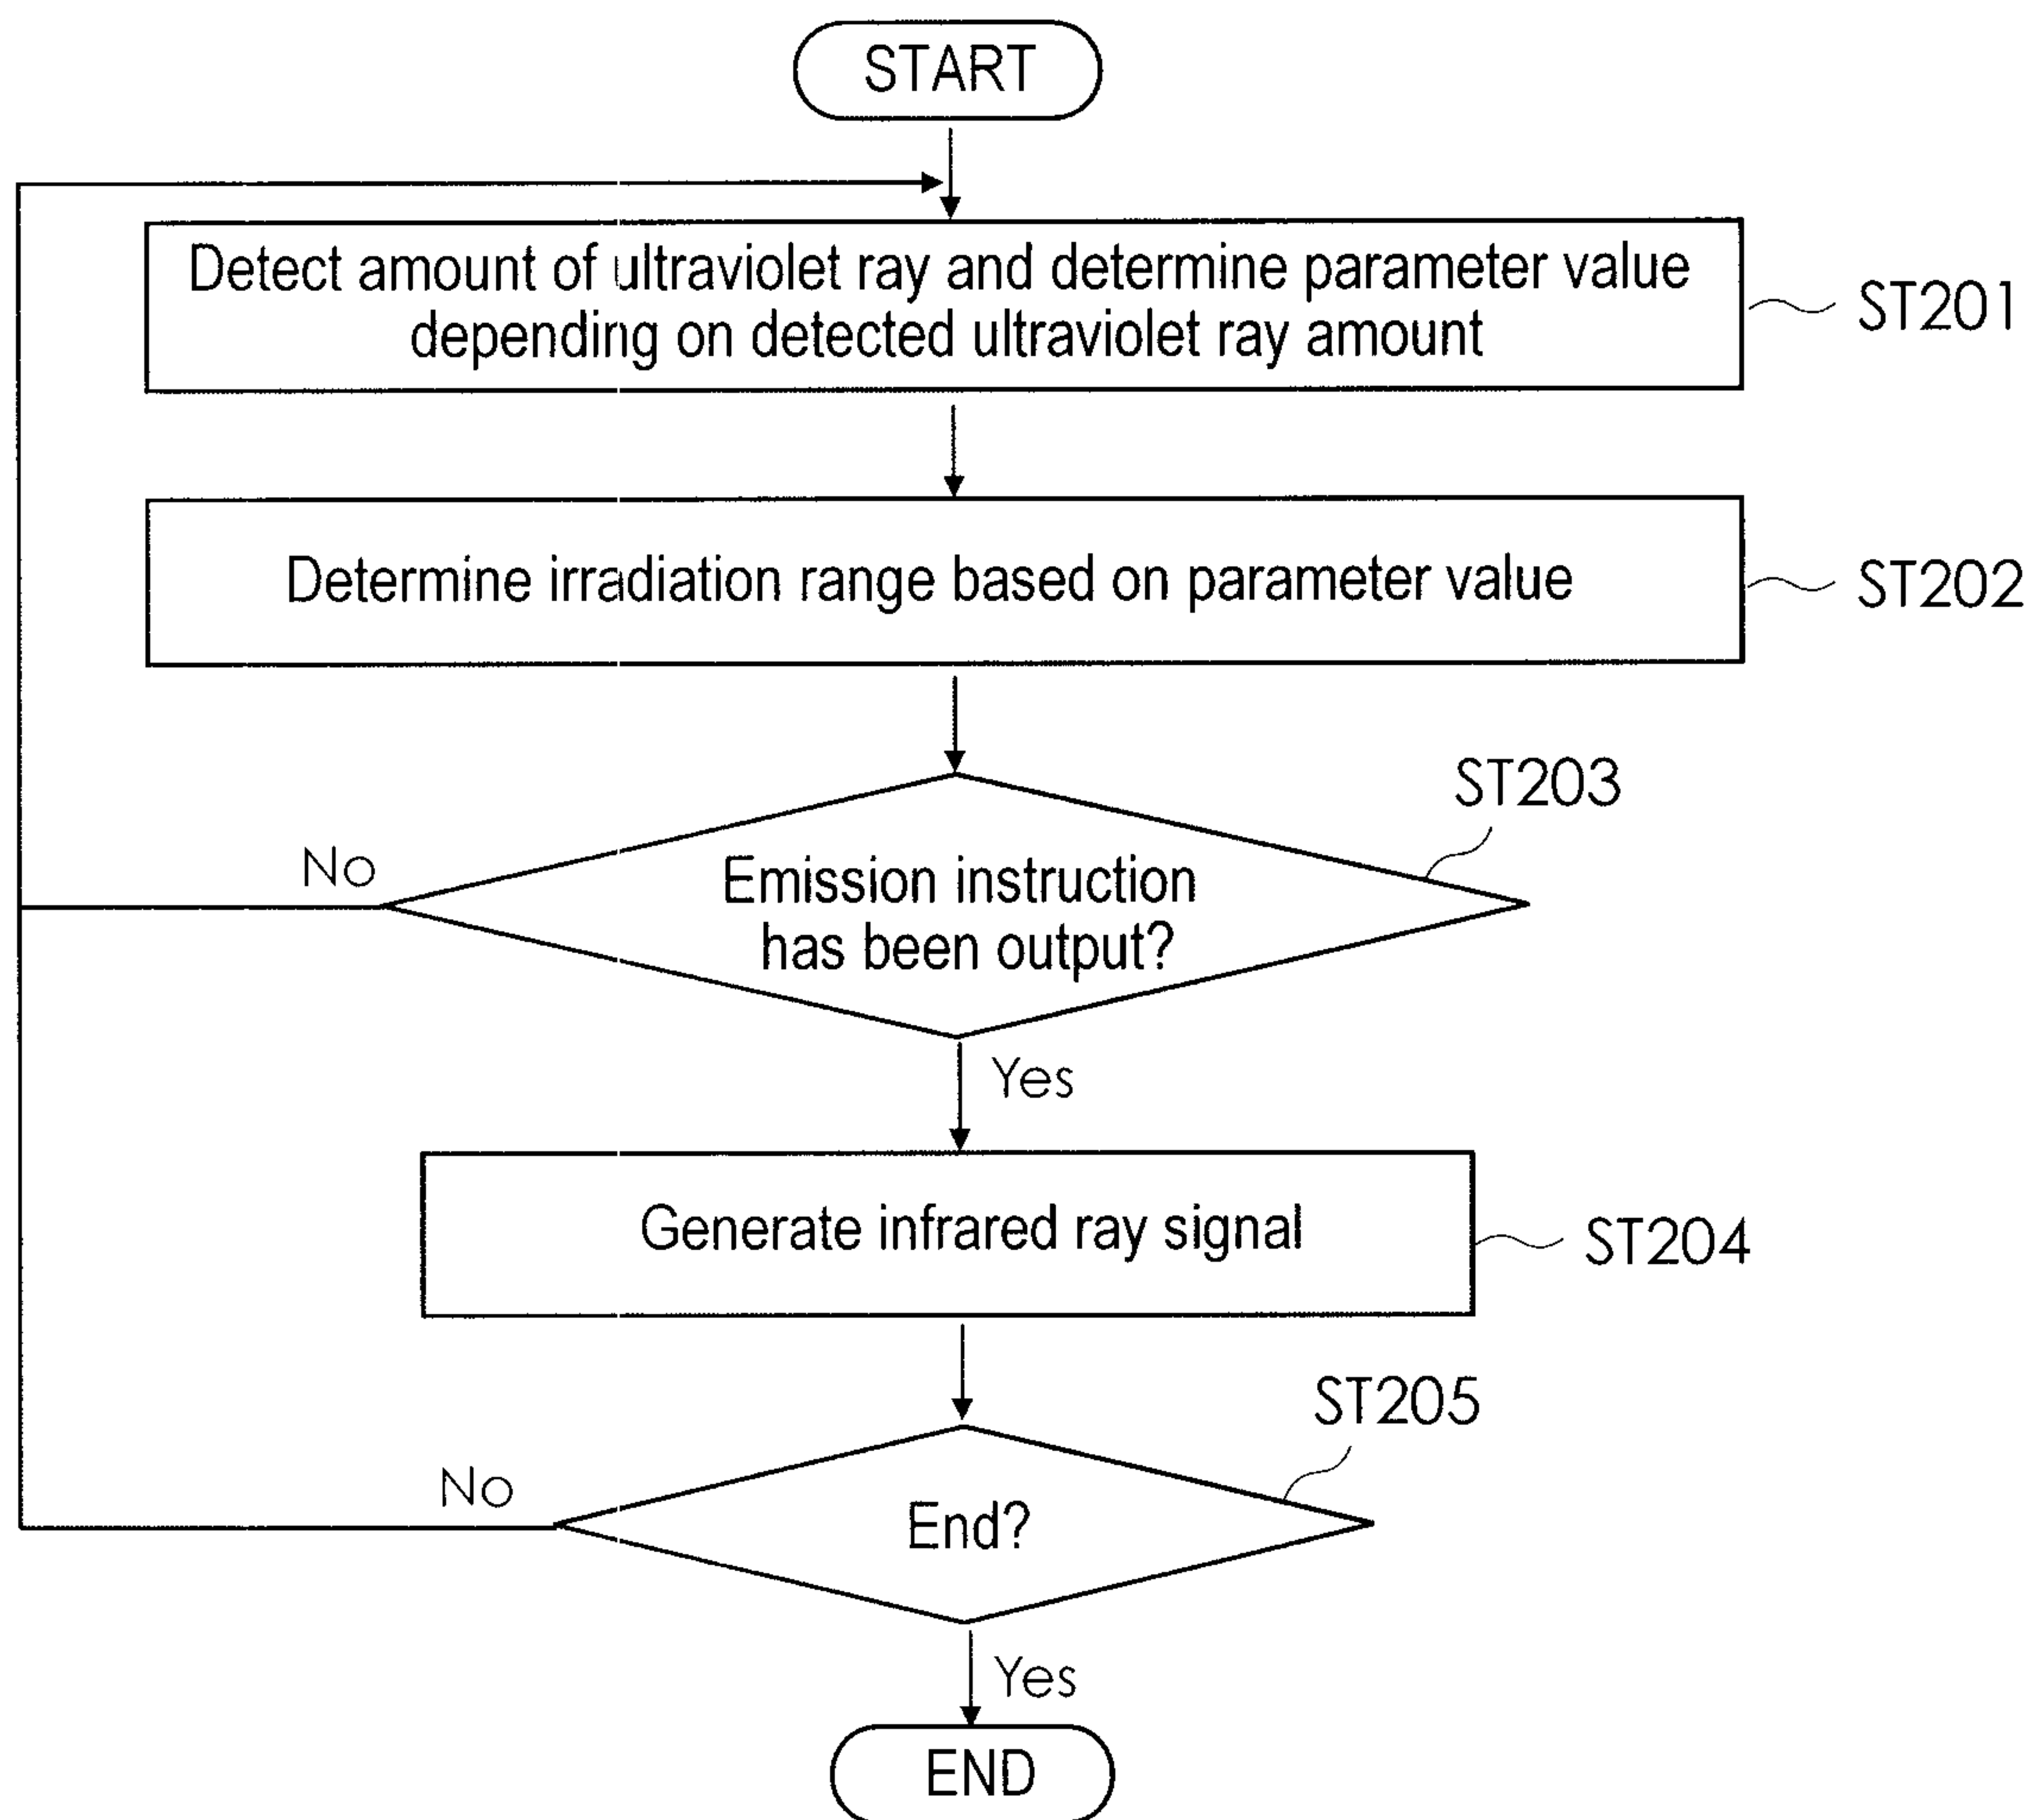 START
Detect amount of ultraviolet ray and determine parameter value
depending on detected ultraviolet ray amount
ST201
Determine irradiation range based on parameter value
ST202
ST203
No
Emission instruction
has been output?
Yes
Generate infrared ray signal
ST204
ST205
No
End?
Yes
END